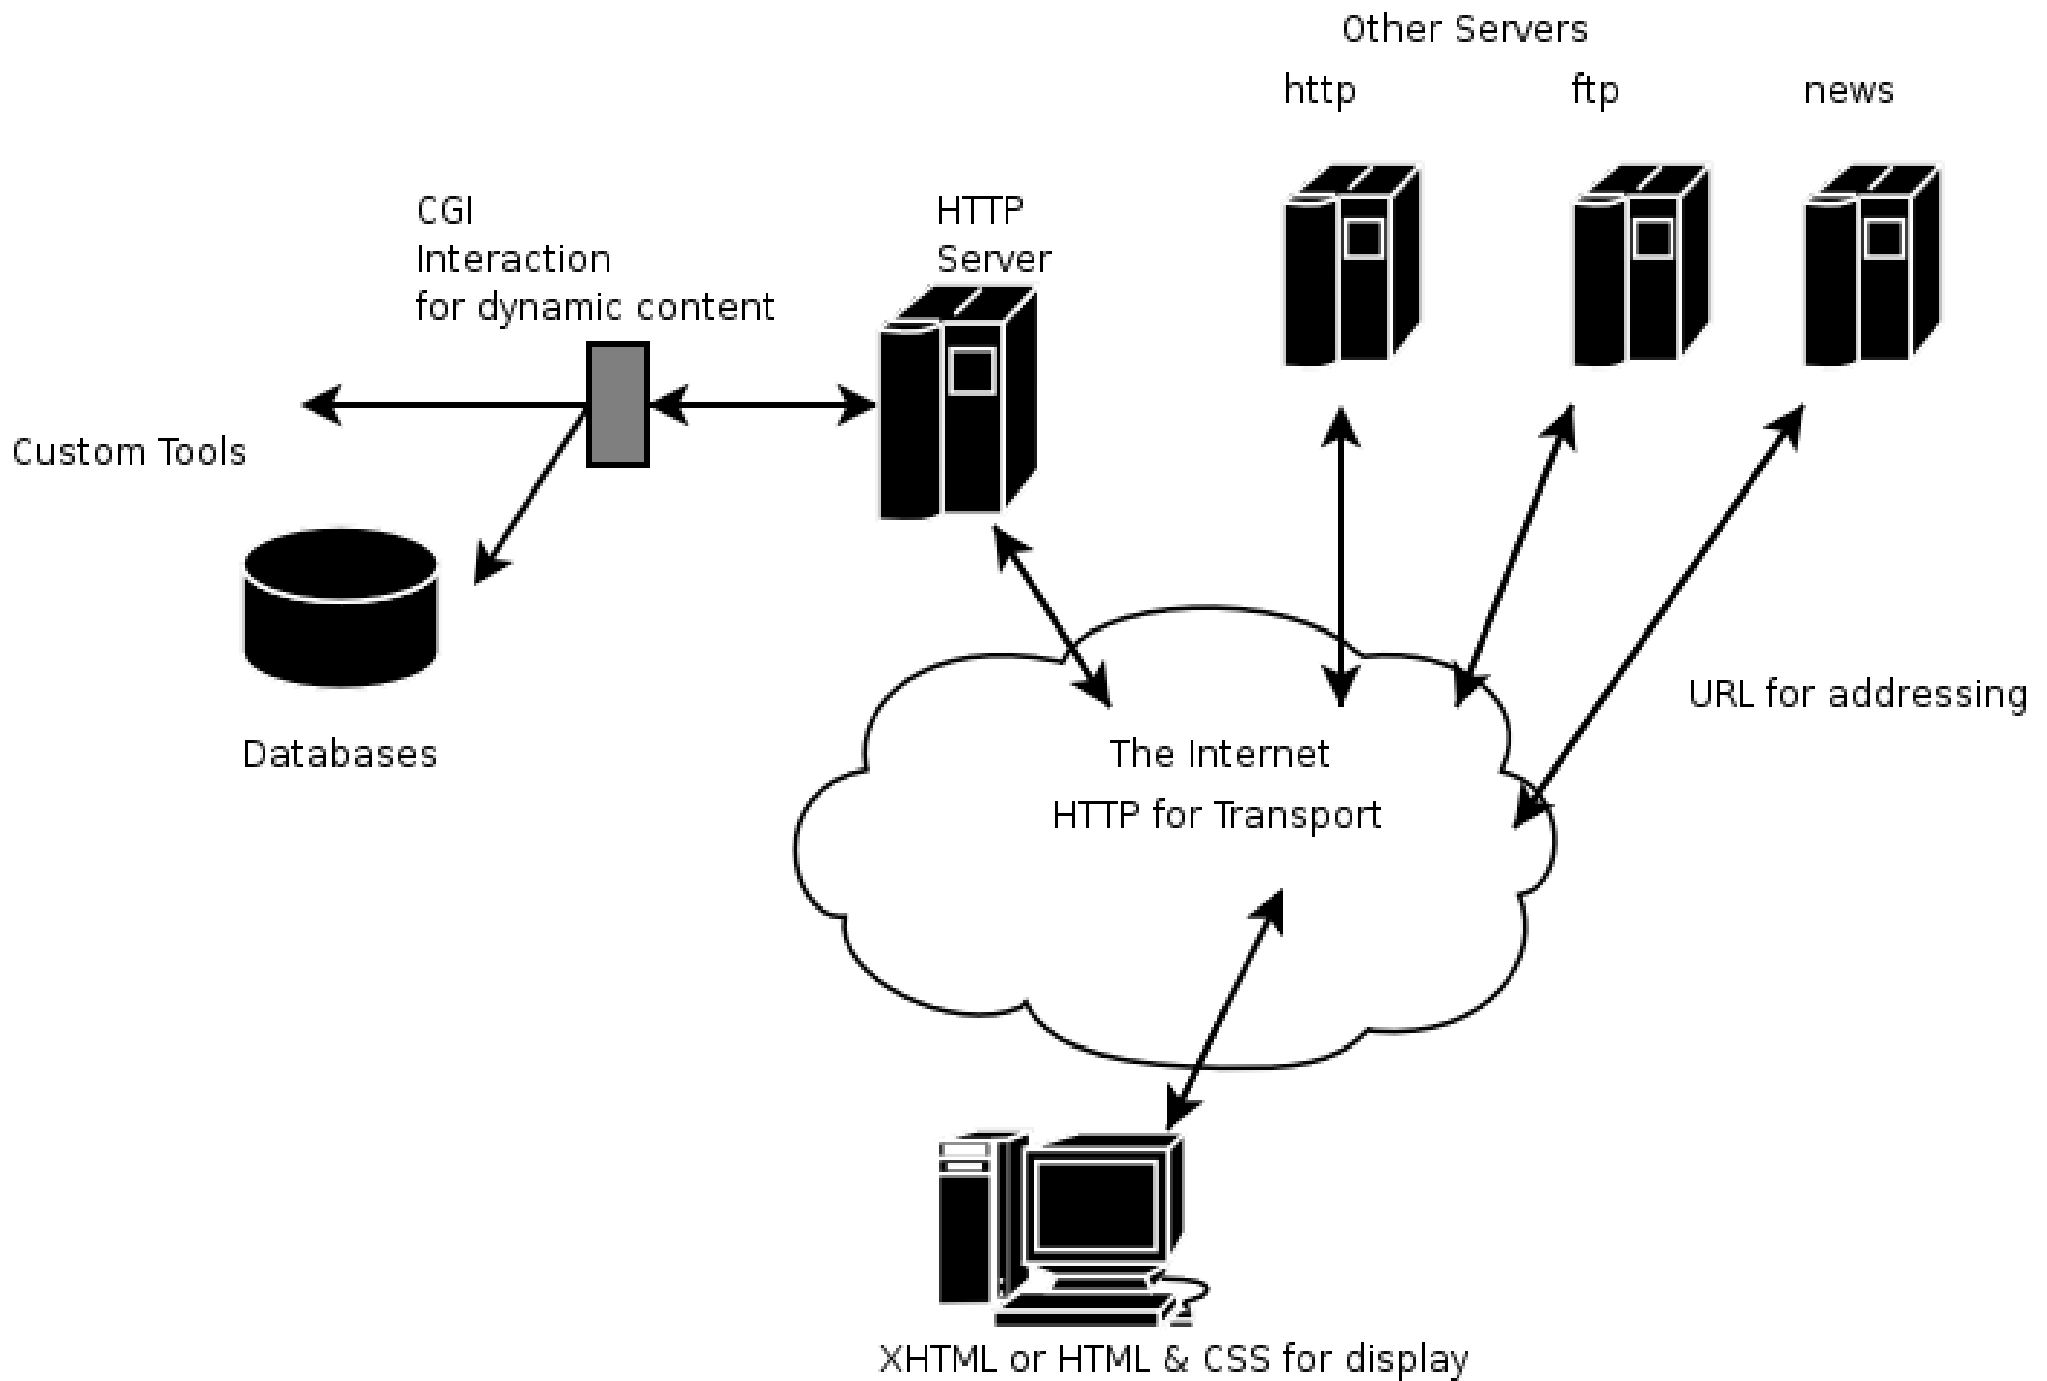 Other Servers
http
ftp
news
CGI
Interaction
for dynamic content
HTTP
Server
Custom Tools
Databases
URL for addressing
The Internet
HTTP for Transport
XHTML or HTML & CSS for display